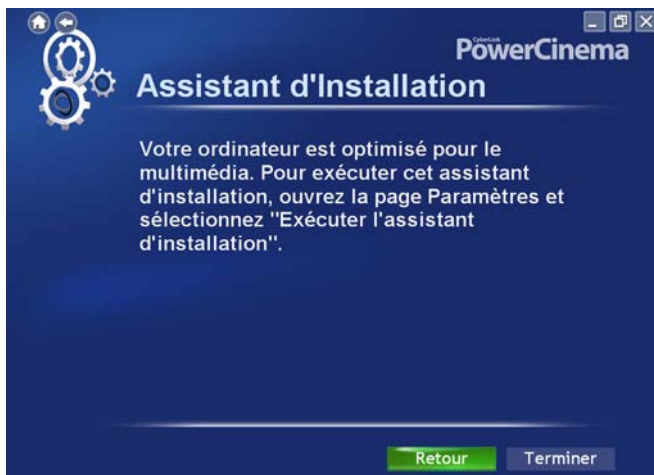 CyberLink
PowerCinema
Assistant d'Installation
Votre ordinateur est optimisé pour le
multimédia. Pour exécuter cet assistant
d'installation, ouvrez la page Paramètres et
sélectionnez "Exécuter l'assistant
d'installation".
Retour
Terminer